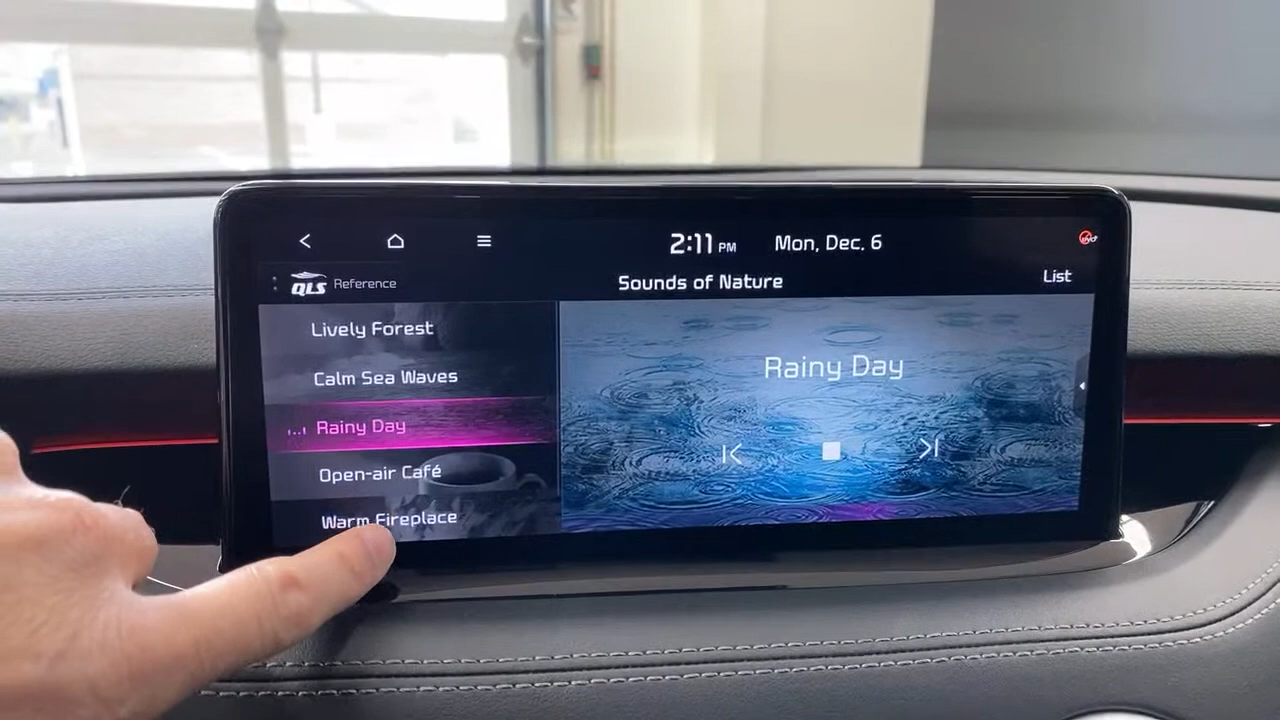 2:11 PM Mon, Dec. 6
QLS Reference
Sounds of Nature
List
Lively Forest
Calm Sea Waves
Rainy Day
Open-air Café
Warm Fireplace
Rainy Day